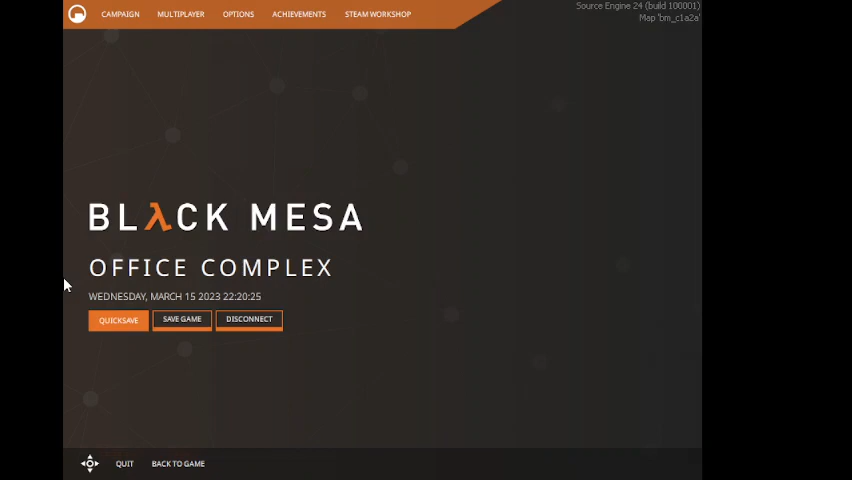 CAMPAIGN MULTIPLAYER OPTIONS ACHIEVEMENTS STEAM WORKSHOP
Source Engine 24 (build 100001)
Map 'bm_c1a2a'
BLλCK MESA
OFFICE COMPLEX
WEDNESDAY, MARCH 15 2023 22:20:25
QUICKSAVE SAVE GAME DISCONNECT
QUIT BACK TO GAME